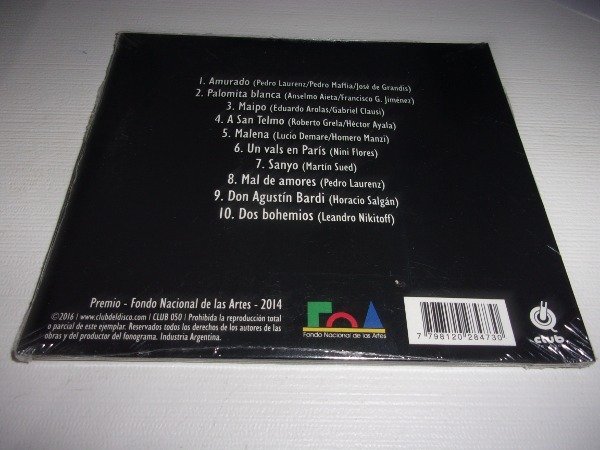 1. Amurado (Pedro Laurenz/Pedro Maffia/José de Grandis)
2. Palomita blanca (Anselmo Aieta/Francisco G. Jiménez)
3. Maipo (Eduardo Arolas/Gabriel Clausi)
4. A San Telmo (Roberto Grela/Héctor Ayala)
5. Malena (Lucio Demare/Homero Manzi)
6. Un vals en París (Nini Flores)
7. Sanyo (Martín Sued)
8. Mal de amores (Pedro Laurenz)
9. Don Agustín Bardi (Horacio Salgán)
10. Dos bohemios (Leandro Nikitoff)
Premio - Fondo Nacional de las Artes - 2014
©2016 | www.clubdeldisco.com | CLUB 050 | Prohibida la reproducción total
o parcial de este ejemplar. Reservados todos los derechos de los autores de las
obras y del productor del fonograma. Industria Argentina.
FNA
Fondo Nacional de las Artes
7 798120 284730
club